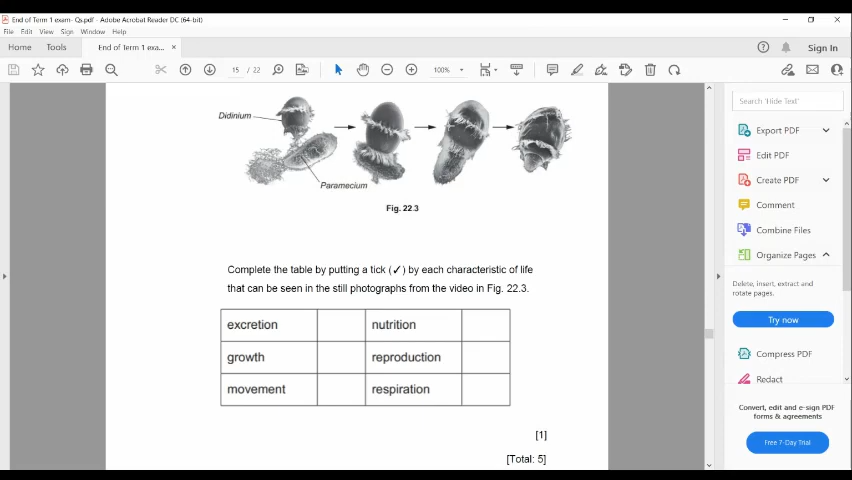 End of Term 1 exam- Qs.pdf - Adobe Acrobat Reader DC (64-bit)
File Edit View Sign Window Help
Home Tools End of Term 1 exa... × Sign In
15 / 22 100%
Didinium
Paramecium
Fig. 22.3
Complete the table by putting a tick (✓) by each characteristic of life
that can be seen in the still photographs from the video in Fig. 22.3.
excretion nutrition
growth reproduction
movement respiration
[1]
[Total: 5]
Search 'Hide Text'
Export PDF
Edit PDF
Create PDF
Comment
Combine Files
Organize Pages
Delete, insert, extract and
rotate pages.
Try now
Compress PDF
Redact
Convert, edit and e-sign PDF
forms & agreements
Free 7-Day Trial